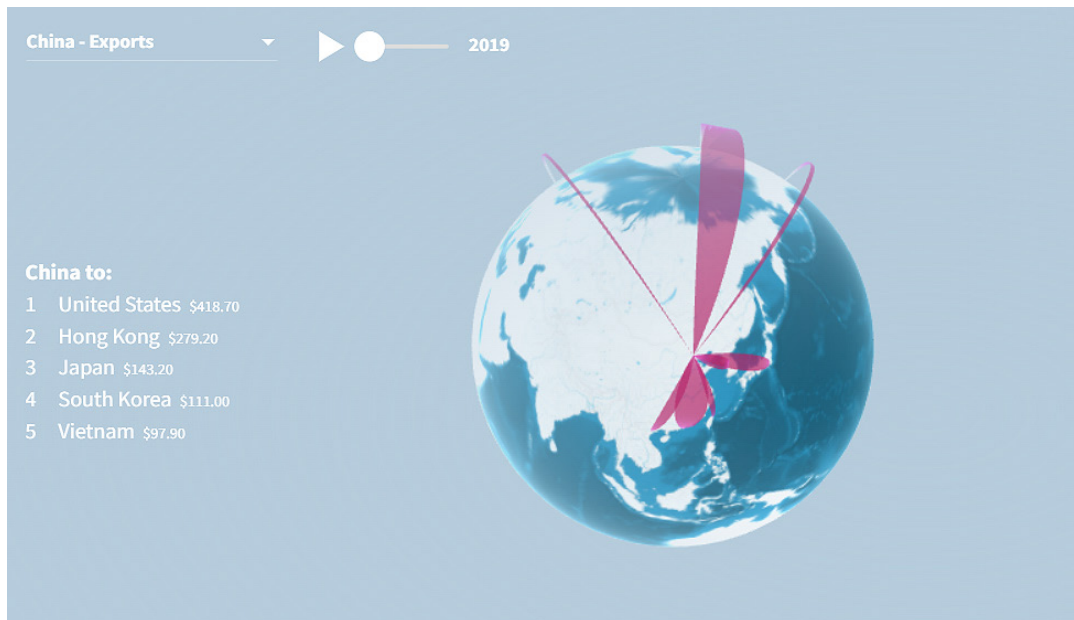 China - Exports
2019
China to:
1 United States $418.70
2 Hong Kong $279.20
3 Japan $143.20
4 South Korea $111.00
5 Vietnam $97.90